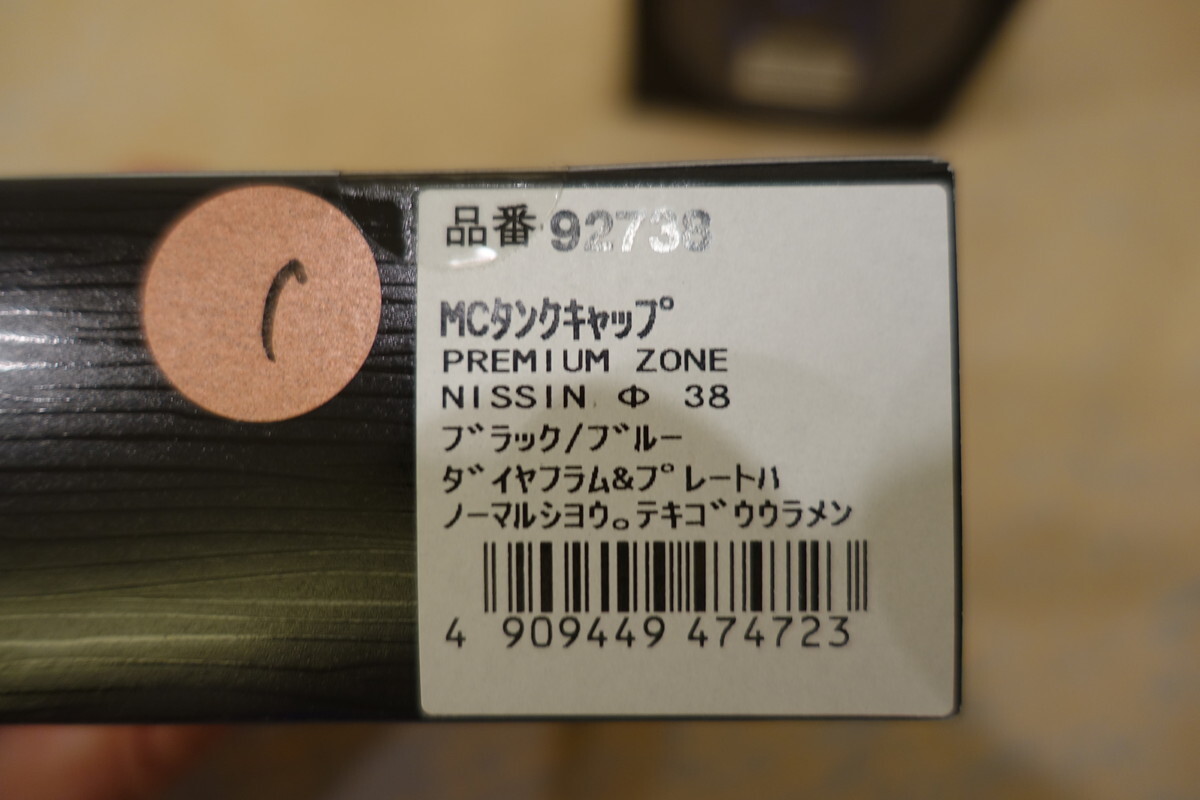 品番 92738
MCタンクキャップ
PREMIUM ZONE
NISSIN Φ 38
ブラック/ブルー
ダイヤフラム&プレートハ
ノーマルショウ。テキゴウウラメン
4 909449 474723